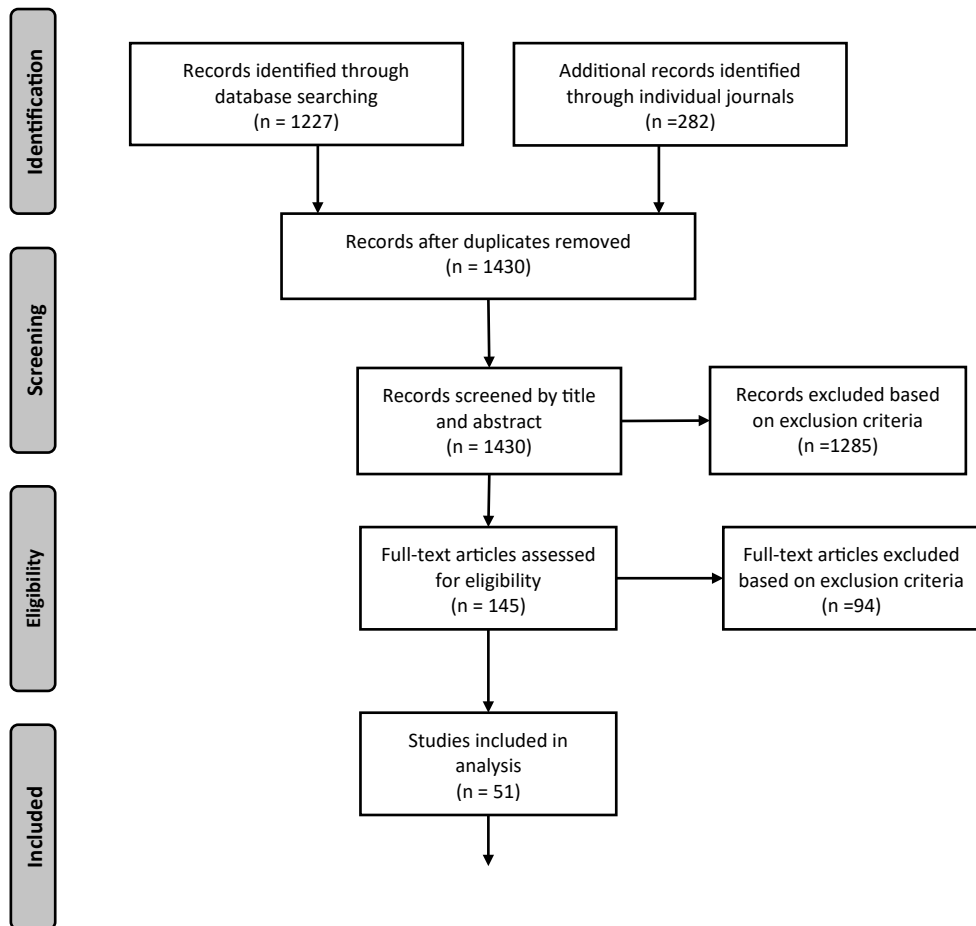 Identification
Records identified through
database searching
(n = 1227)
Additional records identified
through individual journals
(n =282)
Records after duplicates removed
(n = 1430)
Screening
Records screened by title
and abstract
(n = 1430)
Records excluded based
on exclusion criteria
(n =1285)
Eligibility
Full-text articles assessed
for eligibility
(n = 145)
Full-text articles excluded
based on exclusion criteria
(n =94)
Included
Studies included in
analysis
(n = 51)